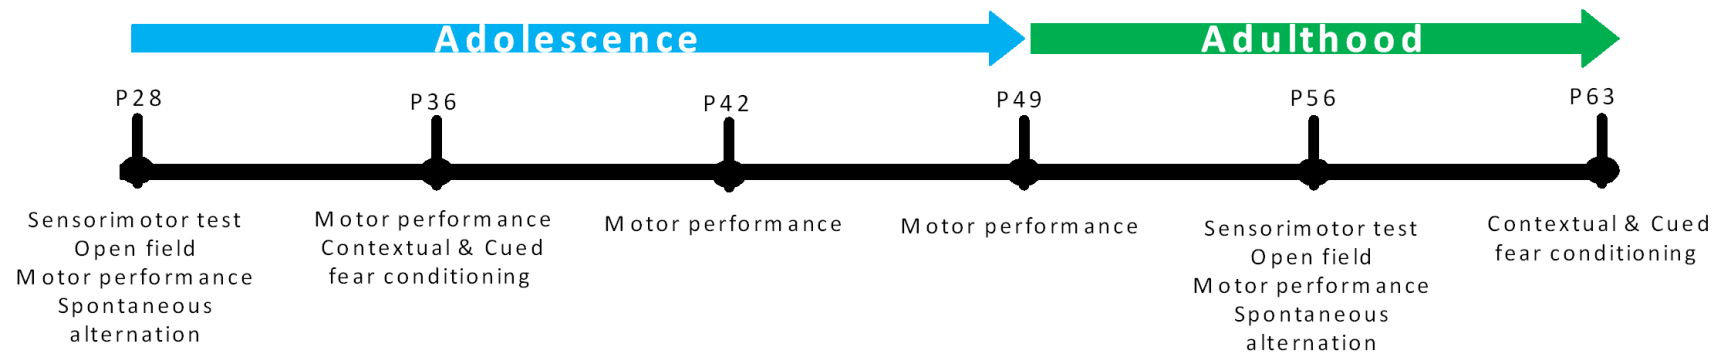 Adolescence
Adulthood
P28
P36
P42
P49
P56
P63
Sensorimotor test
Open field
Motor performance
Spontaneous
alternation
Motor performance
Contextual & Cued
fear conditioning
Motor performance
Motor performance
Sensorimotor test
Open field
Motor performance
Spontaneous
alternation
Contextual & Cued
fear conditioning